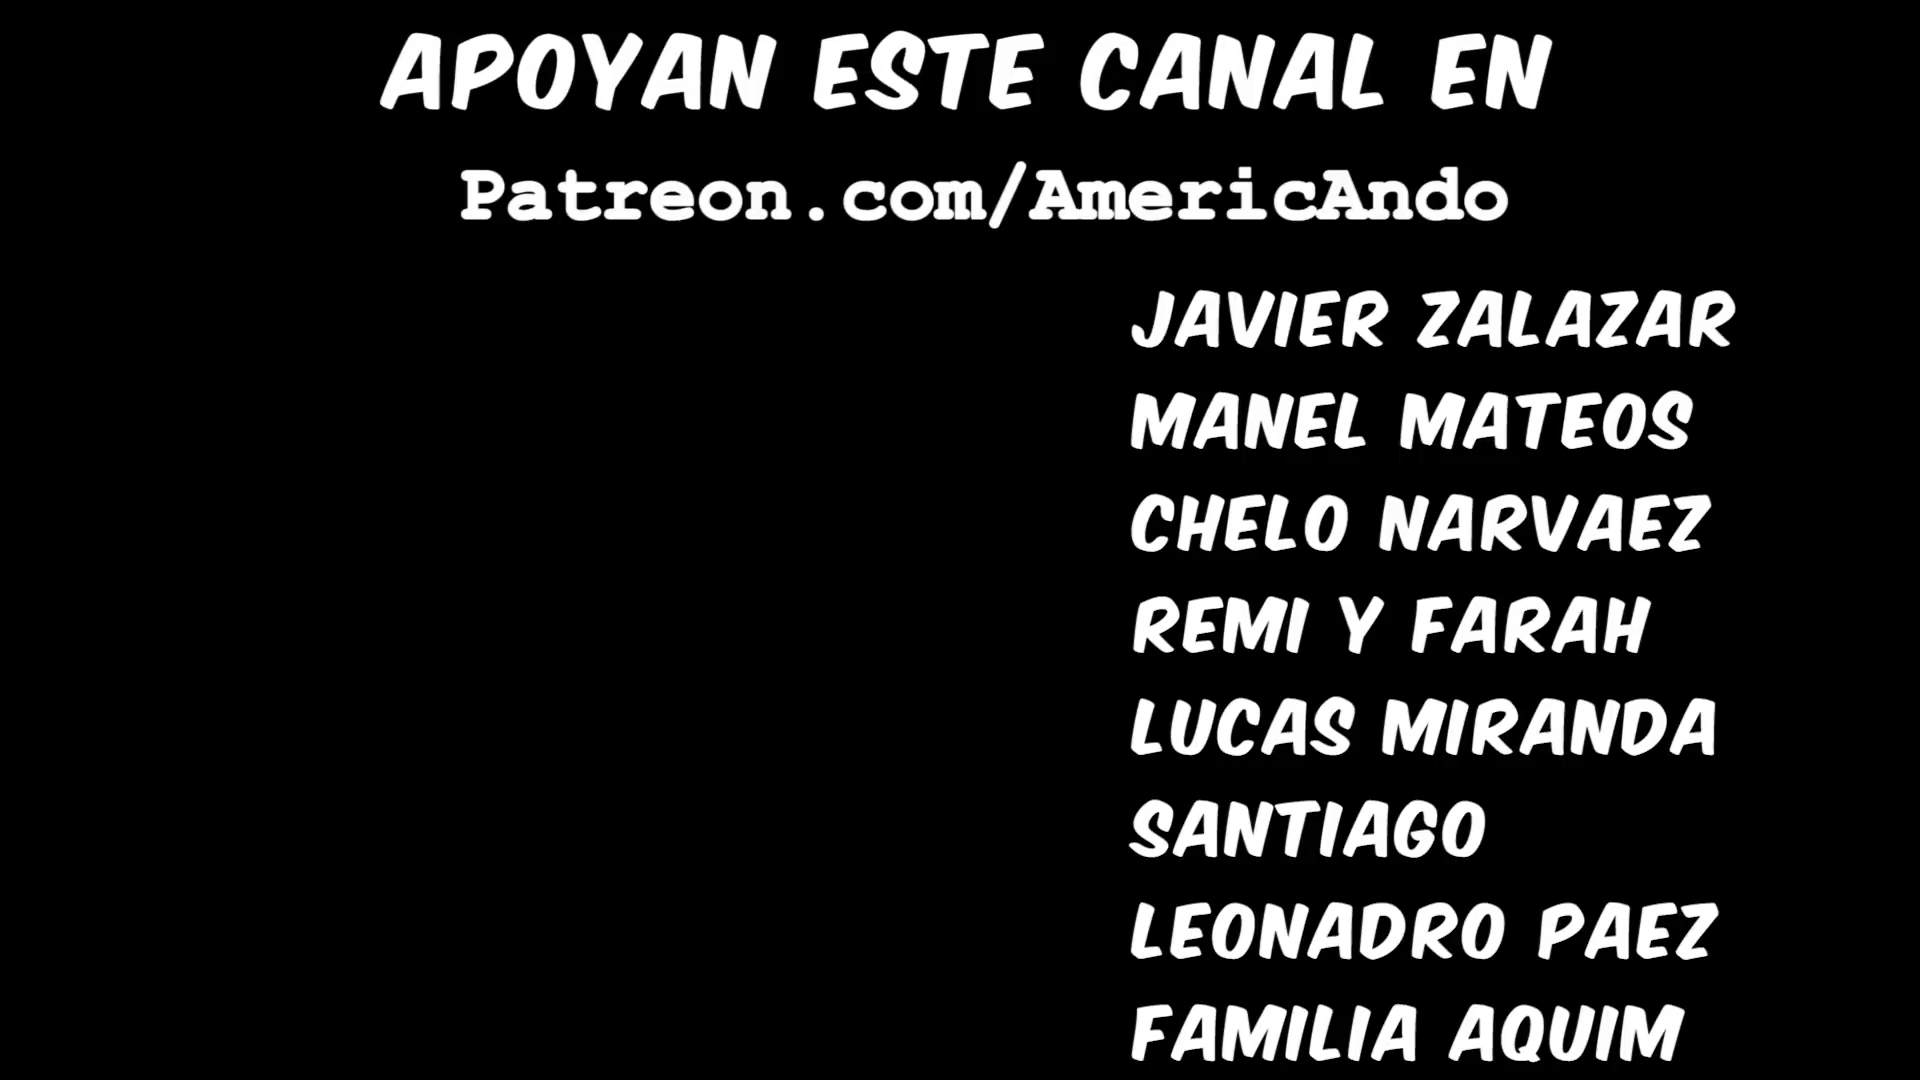 APOYAN ESTE CANAL EN
Patreon.com/AmericAndo
JAVIER ZALAZAR
MANEL MATEOS
CHELO NARVAEZ
REMI Y FARAH
LUCAS MIRANDA
SANTIAGO
LEONADRO PAEZ
FAMILIA AQUIM